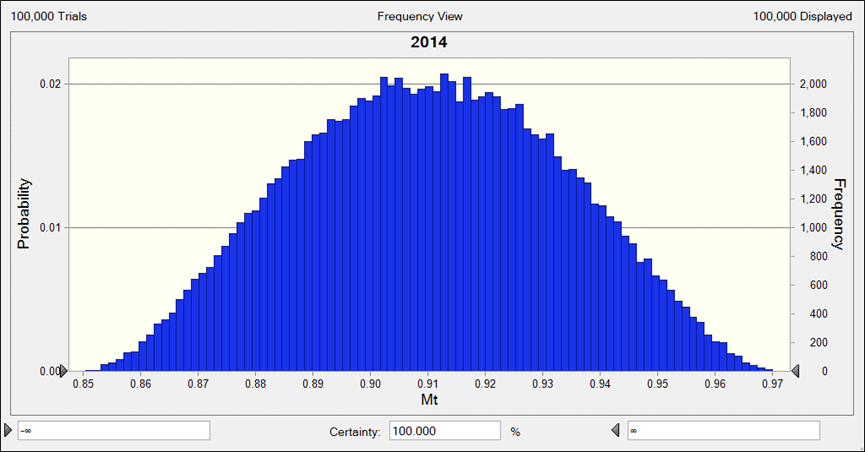 100,000 Trials Frequency View 100,000 Displayed
2014
0.02 2,000
1,800
1,600
1,400
1,200
0.01 1,000
800
600
400
200
0.00 0
Probability
Frequency
0.85 0.86 0.87 0.88 0.89 0.90 0.91 0.92 0.93 0.94 0.95 0.96 0.97
Mt
-∞ Certainty: 100.000 % ∞